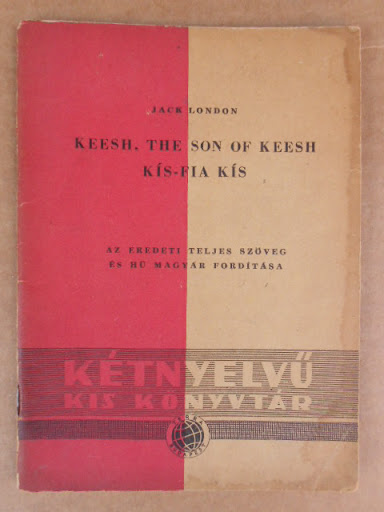 JACK LONDON
KEESH, THE SON OF KEESH
KÍS-FIA KÍS
AZ EREDETI TELJES SZÖVEG
ÉS HŰ MAGYAR FORDÍTÁSA
KÉTNYELVŰ
KIS KÖNYVTÁR